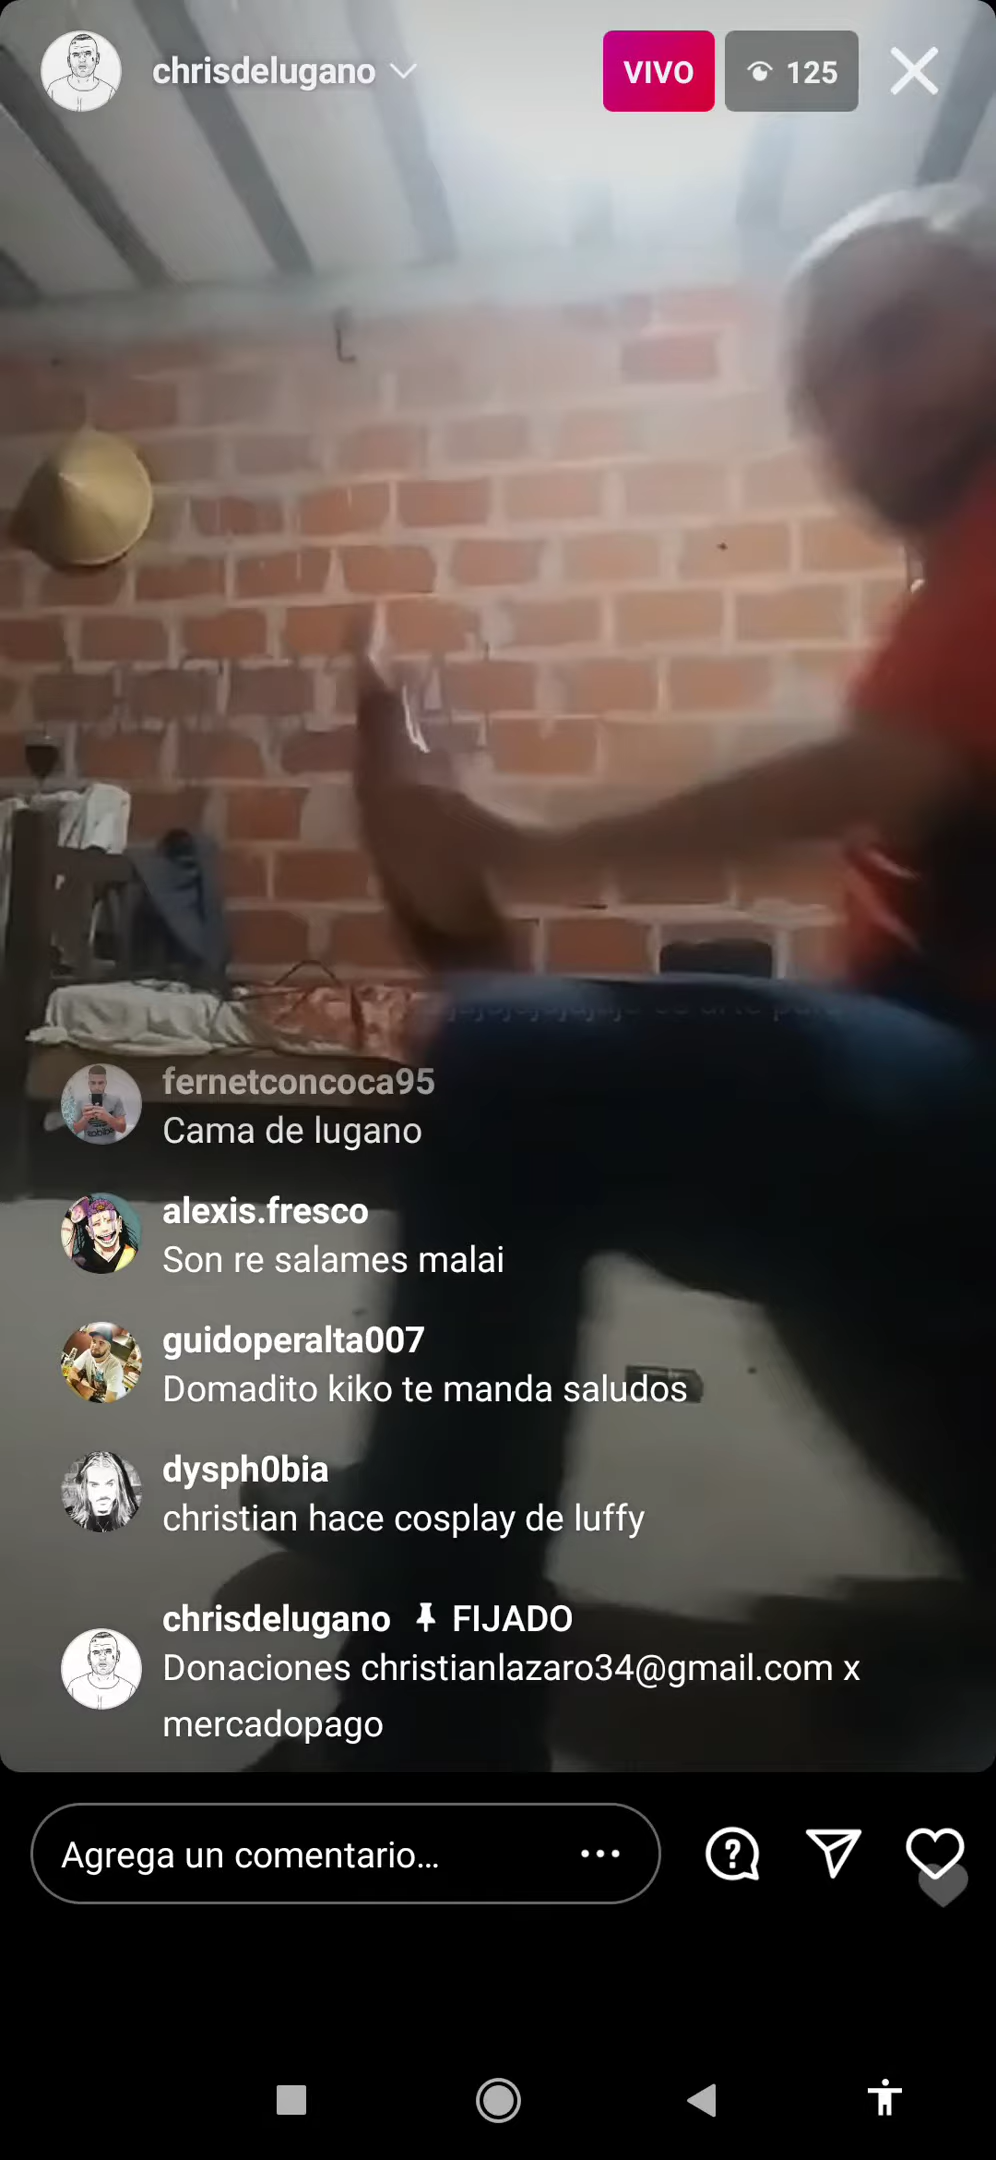 chrisdelugano
VIVO
125
fernetconcoca95
Cama de lugano
alexis.fresco
Son re salames malai
guidoperalta007
Domadito kiko te manda saludos
dysph0bia
christian hace cosplay de luffy
chrisdelugano FIJADO
Donaciones christianlazaro34@gmail.com x
mercadopago
Agrega un comentario...